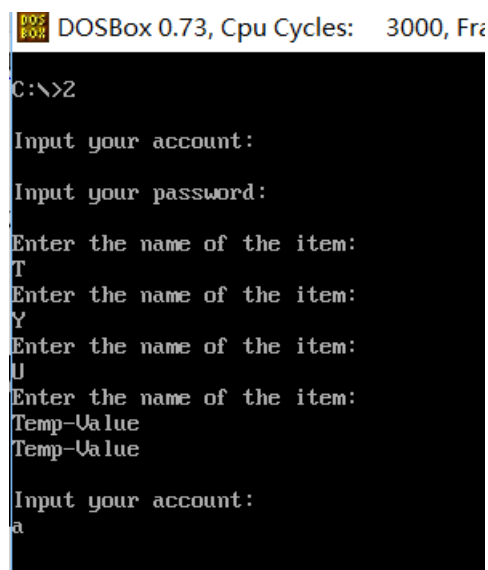 DOS
BOX
DOSBox 0.73, Cpu Cycles: 3000, Fra
C:\>2
Input your account:
Input your password:
Enter the name of the item:
T
Enter the name of the item:
Y
Enter the name of the item:
U
Enter the name of the item:
Temp-Value
Temp-Value
Input your account:
a